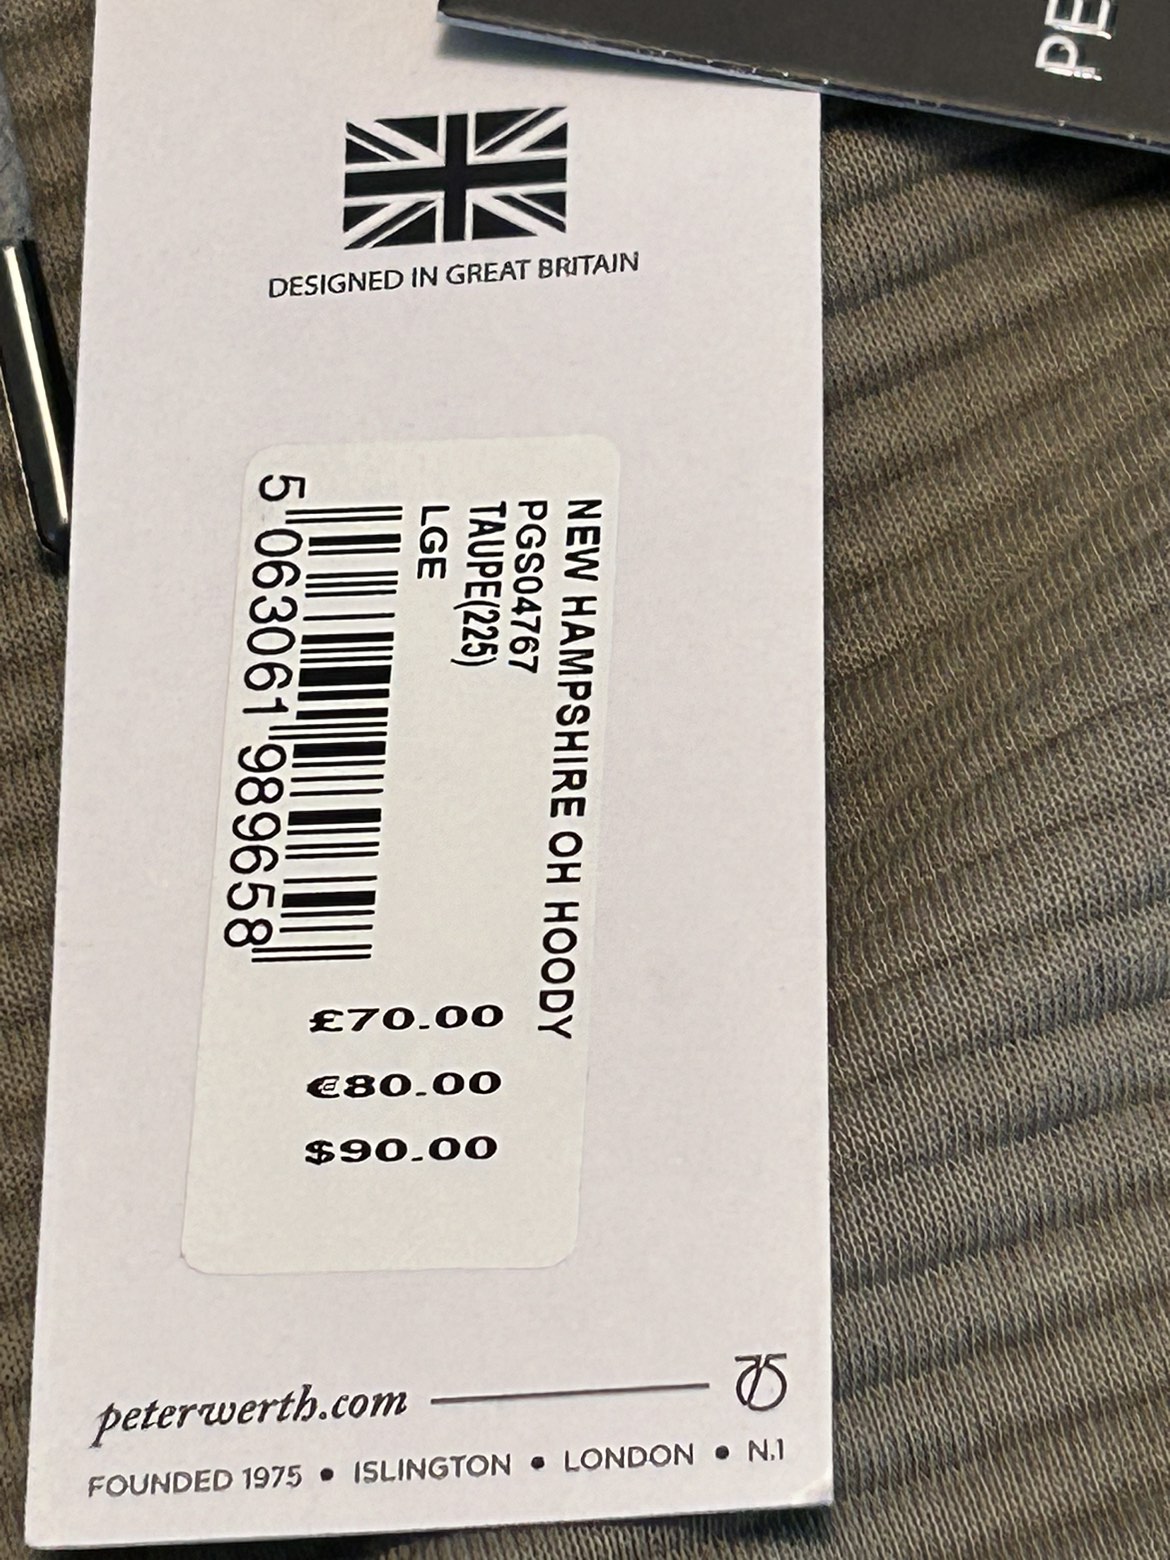 PE
DESIGNED IN GREAT BRITAIN
NEW HAMPSHIRE OH HOODY
PGS04767
TAUPE(225)
LGE
5 063061 989658
£70.00
€80.00
$90.00
peterwerth.com
75
FOUNDED 1975 • ISLINGTON • LONDON • N.1